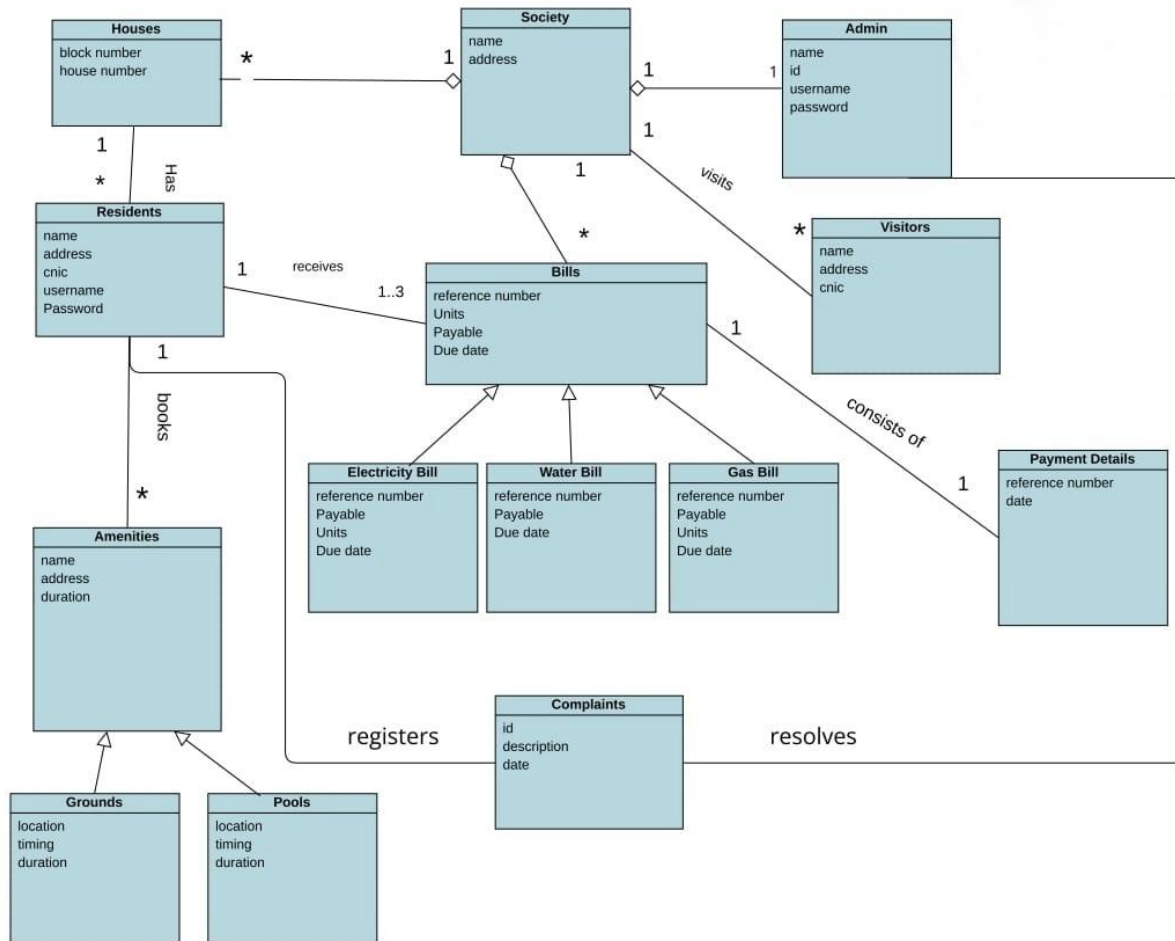 Houses
block number
house number
*
1
Society
name
address
1
1
Admin
name
id
username
password
1
*
Has
1
*
1
visits
*
Visitors
name
address
cnic
Residents
name
address
cnic
username
Password
1
receives
1..3
Bills
reference number
Units
Payable
Due date
1
consists of
1
Payment Details
reference number
date
1
books
*
Electricity Bill
reference number
Payable
Units
Due date
Water Bill
reference number
Payable
Due date
Gas Bill
reference number
Payable
Units
Due date
Amenities
name
address
duration
registers
Complaints
id
description
date
resolves
Grounds
location
timing
duration
Pools
location
timing
duration